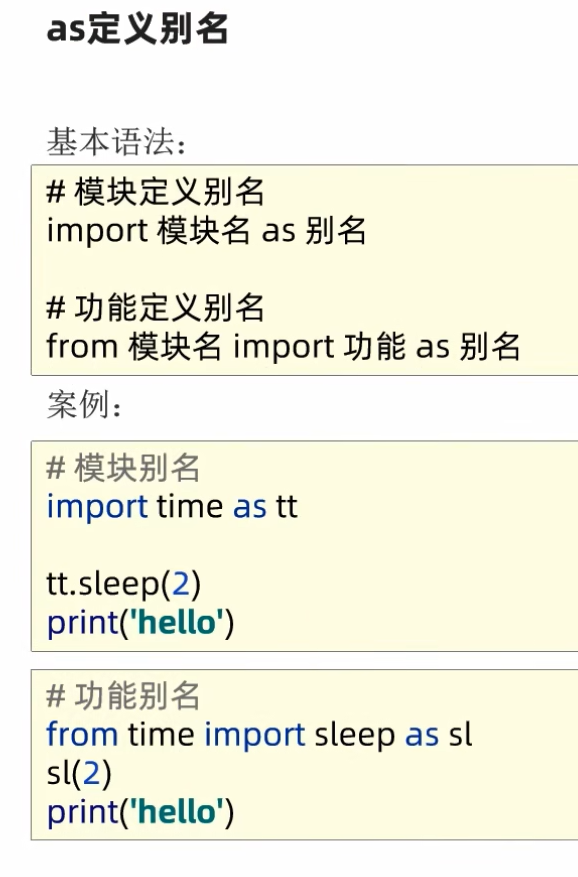 as定义别名
基本语法：
# 模块定义别名
import 模块名 as 别名
# 功能定义别名
from 模块名 import 功能 as 别名
案例：
# 模块别名
import time as tt
tt.sleep(2)
print('hello')
# 功能别名
from time import sleep as sl
sl(2)
print('hello')